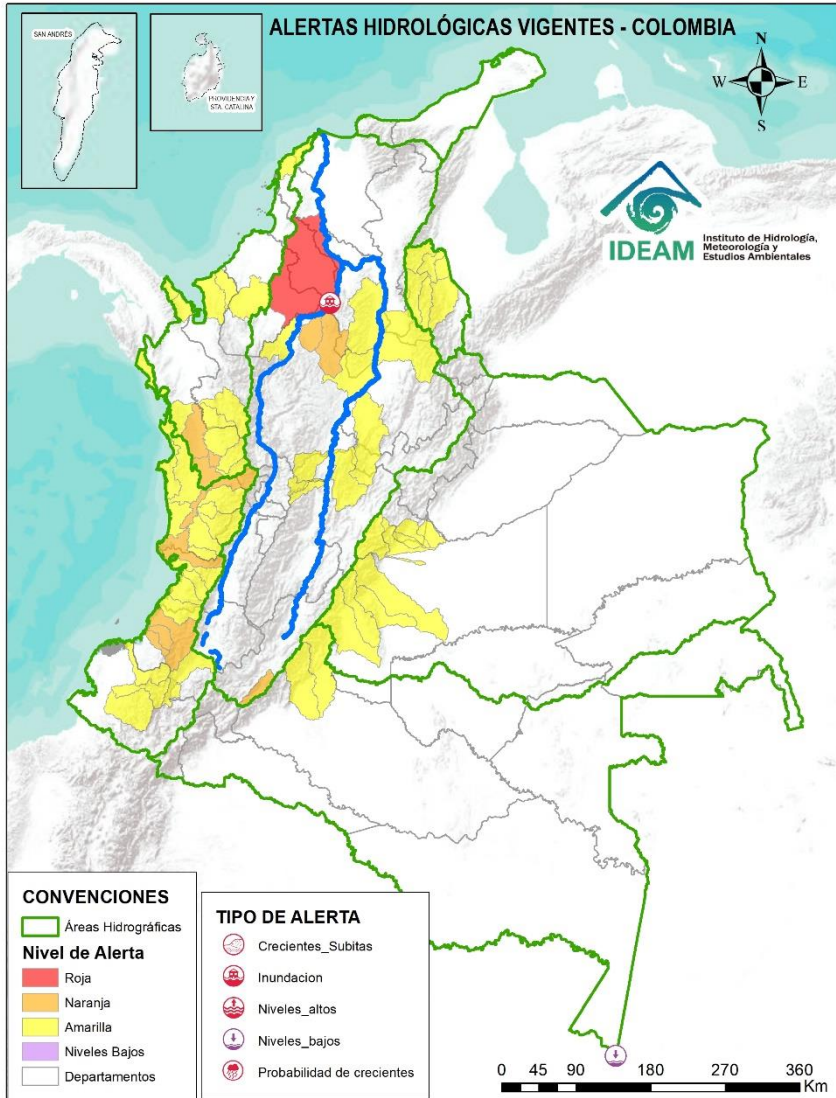 ALERTAS HIDROLÓGICAS VIGENTES - COLOMBIA
SAN ANDRÉS
PROVIDENCIA Y
STA. CATALINA
N
W
E
S
IDEAM
Instituto de Hidrología,
Meteorología y
Estudios Ambientales
CONVENCIONES
Áreas Hidrográficas
Nivel de Alerta
Roja
Naranja
Amarilla
Niveles Bajos
Departamentos
TIPO DE ALERTA
Crecientes_Subitas
Inundacion
Niveles_altos
Niveles_bajos
Probabilidad de crecientes
0 45 90 180 270 360
Km